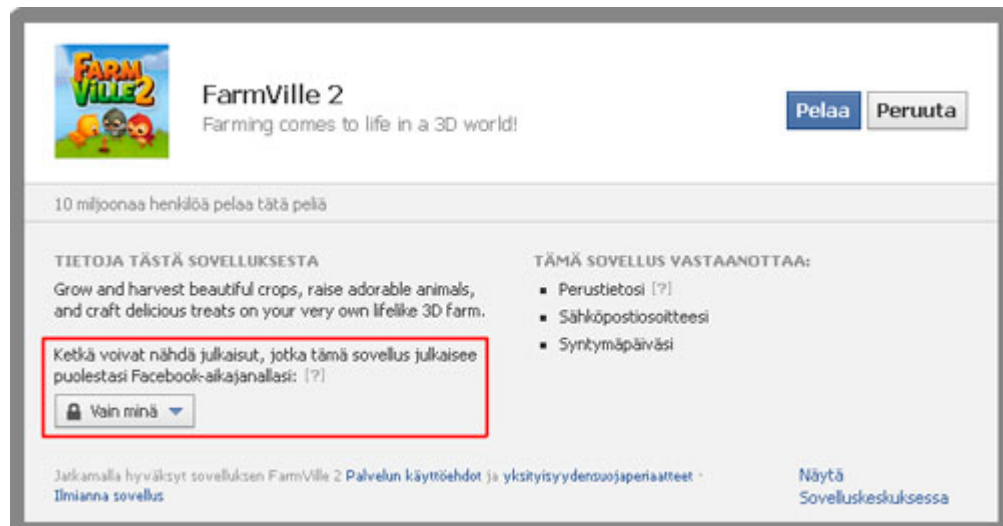 FARM
VILLE2
FarmVille 2
Farming comes to life in a 3D world!
Pelaa
Peruuta
10 miljoonaa henkilöä pelaa tätä peliä
TIETOJA TÄSTÄ SOVELLUKSESTA
Grow and harvest beautiful crops, raise adorable animals,
and craft delicious treats on your very own lifelike 3D farm.
Ketkä voivat nähdä julkaisut, jotka tämä sovellus julkaisee
puolestasi Facebook-aikajanallasi: [?]
Vain minä
TÄMÄ SOVELLUS VASTAANOTTAA:
▪ Perustietosi [?]
▪ Sähköpostiosoitteesi
▪ Syntymäpäiväsi
Jatkamalla hyväksyt sovelluksen FarmVille 2 Palvelun käyttöehdot ja yksityisyydensuojaperiaatteet ·
Ilmianna sovellus
Näytä
Sovelluskeskuksessa